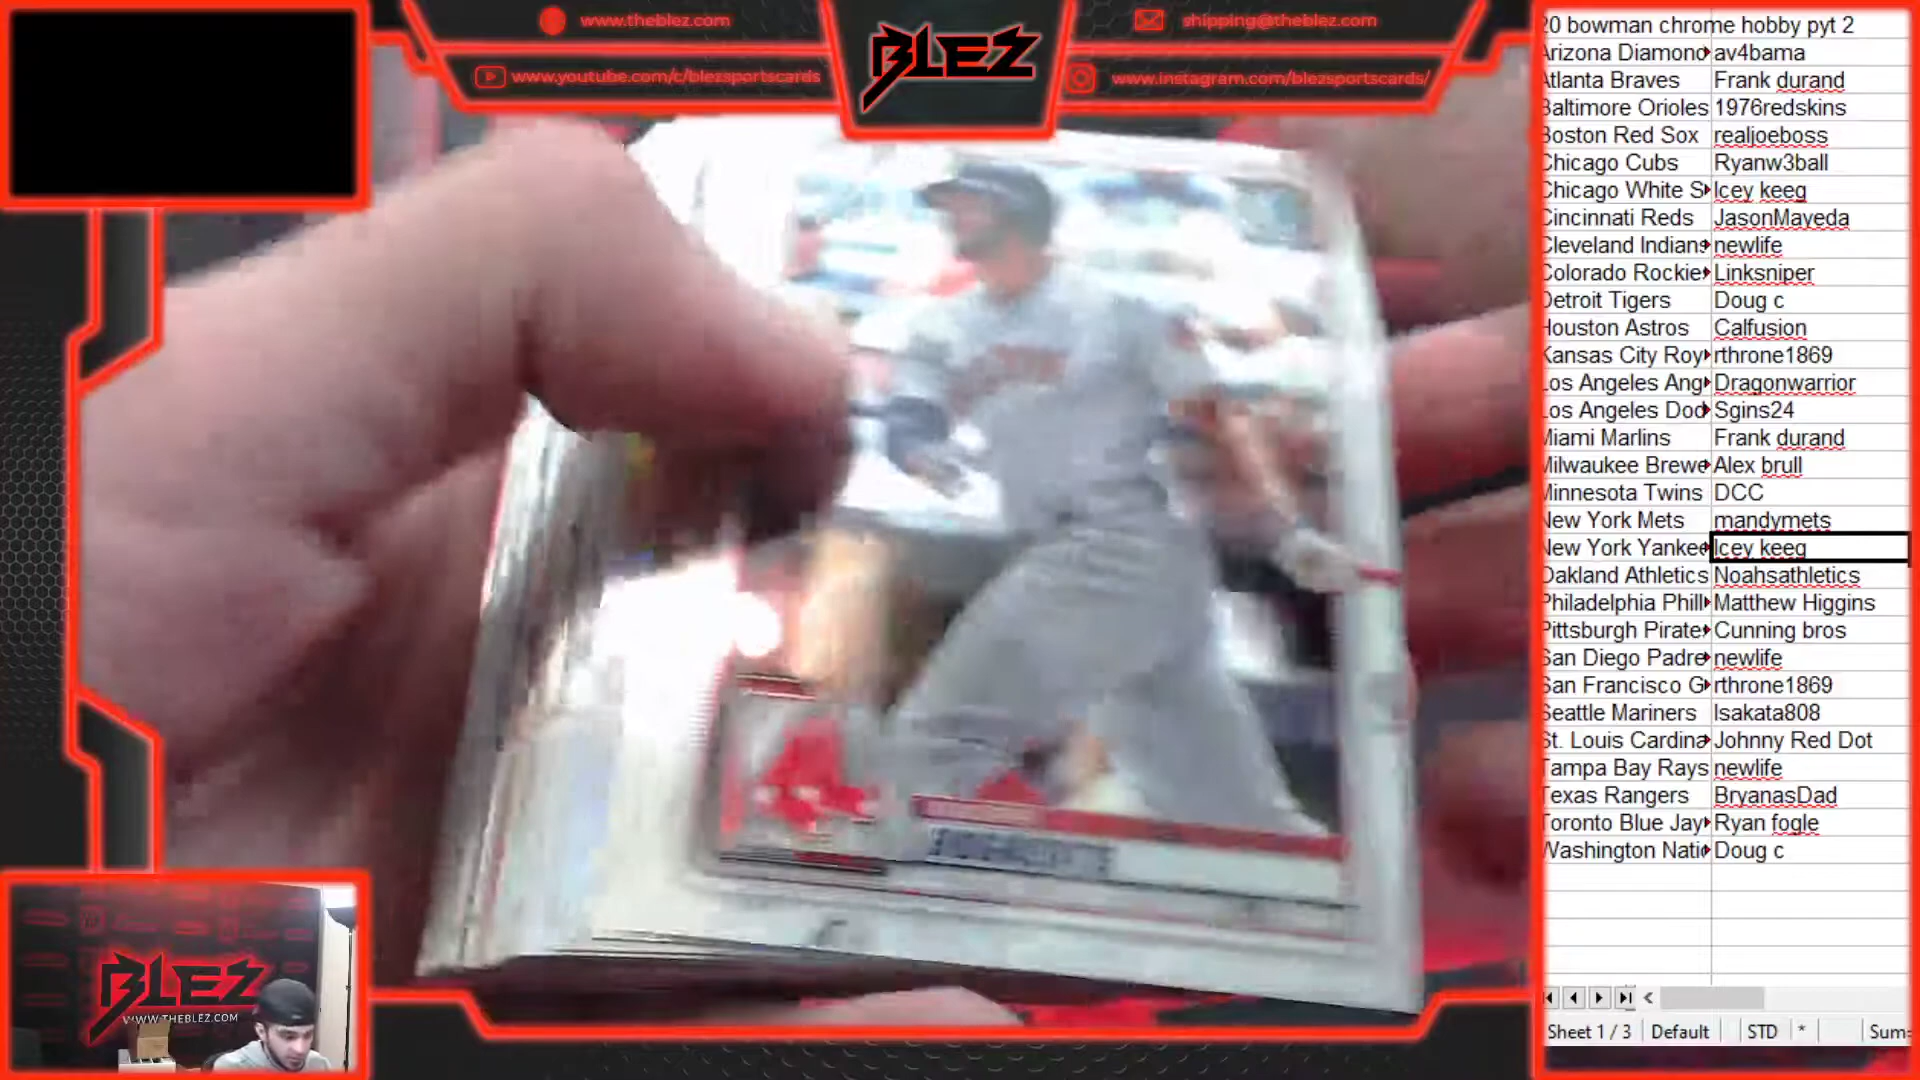 www.theblez.com
www.youtube.com/c/blezsportscards
BLEZ
shipping@theblez.com
www.instagram.com/blezsportscards/
20 bowman chrome hobby pyt 2
Arizona Diamond av4bama
Atlanta Braves Frank durand
Baltimore Orioles 1976redskins
Boston Red Sox realjoeboss
Chicago Cubs Ryanw3ball
Chicago White S Icey keeg
Cincinnati Reds JasonMayeda
Cleveland Indians newlife
Colorado Rockies Linksniper
Detroit Tigers Doug c
Houston Astros Calfusion
Kansas City Roy rthrone1869
Los Angeles Ang Dragonwarrior
Los Angeles Dod Sgins24
Miami Marlins Frank durand
Milwaukee Brewe Alex brull
Minnesota Twins DCC
New York Mets mandymets
New York Yankee Icey keeg
Oakland Athletics Noahsathletics
Philadelphia Phill Matthew Higgins
Pittsburgh Pirate Cunning bros
San Diego Padre newlife
San Francisco G rthrone1869
Seattle Mariners Isakata808
St. Louis Cardina Johnny Red Dot
Tampa Bay Rays newlife
Texas Rangers BryanasDad
Toronto Blue Jay Ryan fogle
Washington Natio Doug c
Sheet 1 / 3 Default STD * Sum=
BLEZ
WWW.THEBLEZ.COM